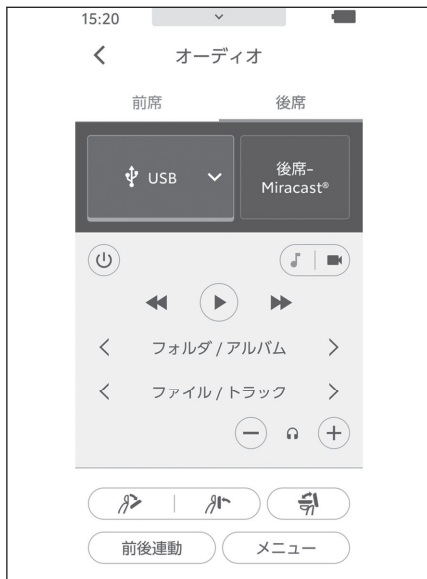 15:20
オーディオ
前席 後席
USB
後席-
Miracast®
フォルダ / アルバム
ファイル / トラック
前後連動 メニュー